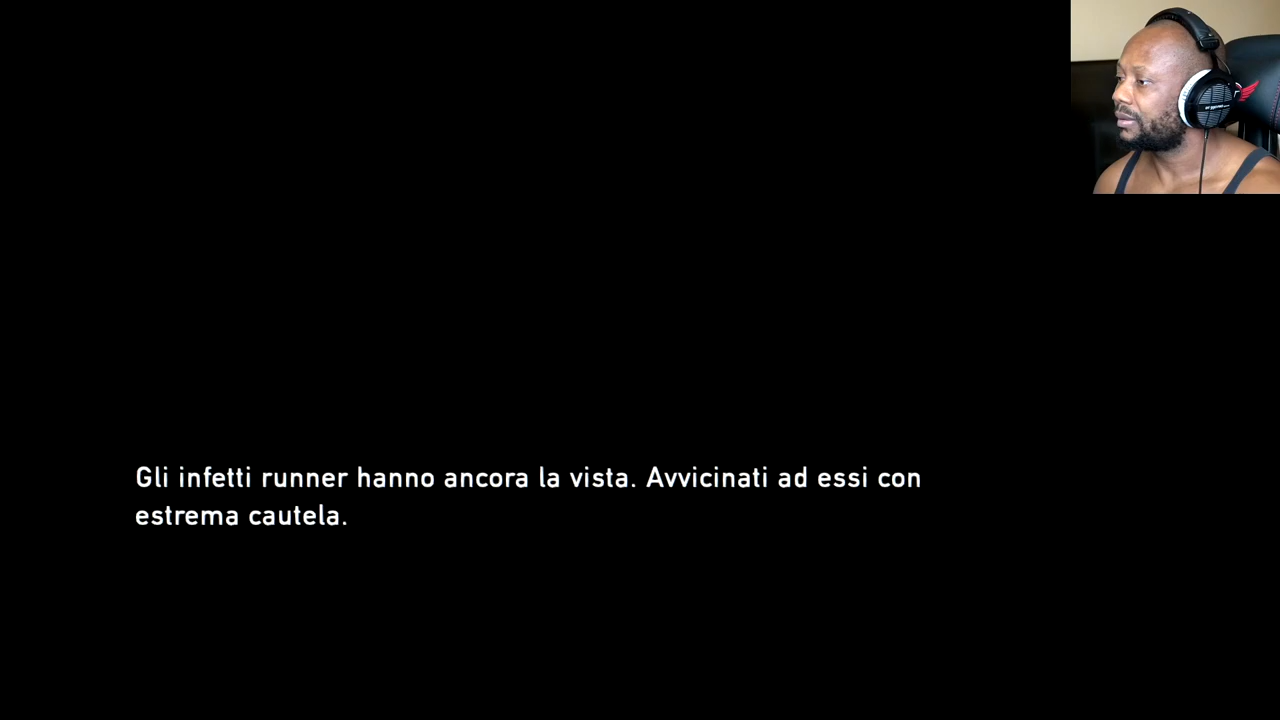 Gli infetti runner hanno ancora la vista. Avvicinati ad essi con
estrema cautela.